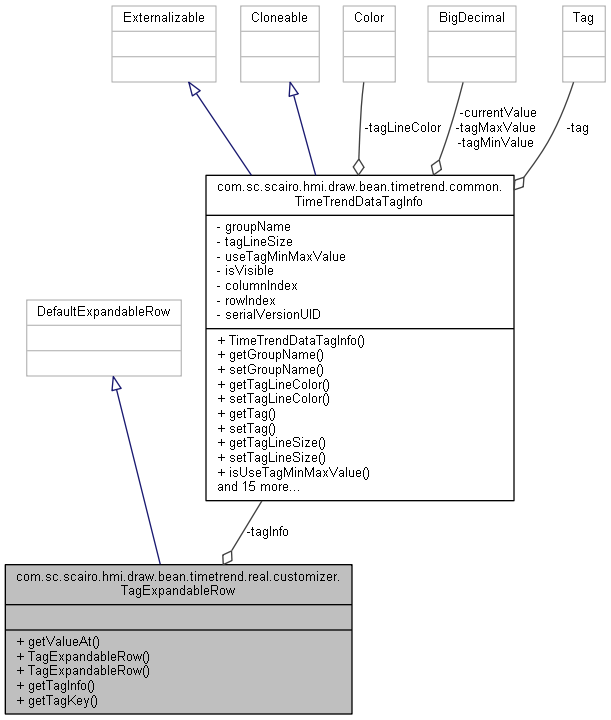 Externalizable
Cloneable
Color
BigDecimal
Tag
-tagLineColor
-currentValue
-tagMaxValue
-tagMinValue
-tag
com.sc.scairo.hmi.draw.bean.timetrend.common.
TimeTrendDataTagInfo
- groupName
- tagLineSize
- useTagMinMaxValue
- isVisible
- columnIndex
- rowIndex
- serialVersionUID
+ TimeTrendDataTagInfo()
+ getGroupName()
+ setGroupName()
+ getTagLineColor()
+ setTagLineColor()
+ getTag()
+ setTag()
+ getTagLineSize()
+ setTagLineSize()
+ isUseTagMinMaxValue()
and 15 more...
DefaultExpandableRow
-tagInfo
com.sc.scairo.hmi.draw.bean.timetrend.real.customizer.
TagExpandableRow
+ getValueAt()
+ TagExpandableRow()
+ TagExpandableRow()
+ getTagInfo()
+ getTagKey()